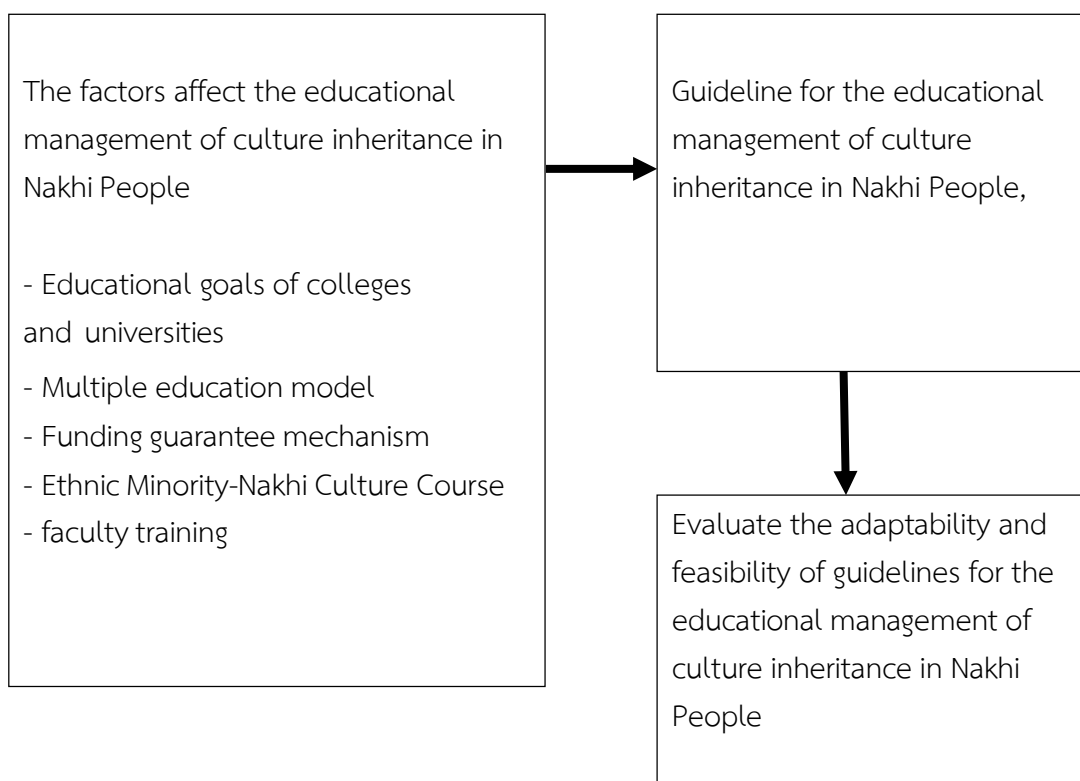 The factors affect the educational
management of culture inheritance in
Nakhi People
- Educational goals of colleges
and universities
- Multiple education model
- Funding guarantee mechanism
- Ethnic Minority-Nakhi Culture Course
- faculty training
Guideline for the educational
management of culture
inheritance in Nakhi People,
Evaluate the adaptability and
feasibility of guidelines for the
educational management of
culture inheritance in Nakhi
People